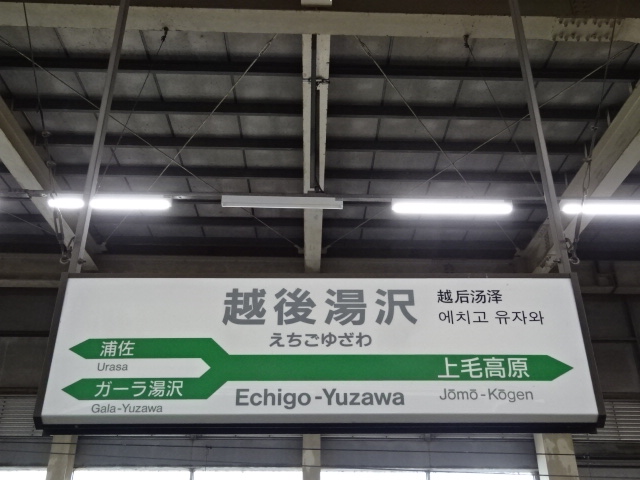 越後湯沢
えちごゆざわ
越后汤泽
에치고 유자와
浦佐
Urasa
ガーラ湯沢
Gala-Yuzawa
Echigo-Yuzawa
上毛高原
Jōmō-Kōgen